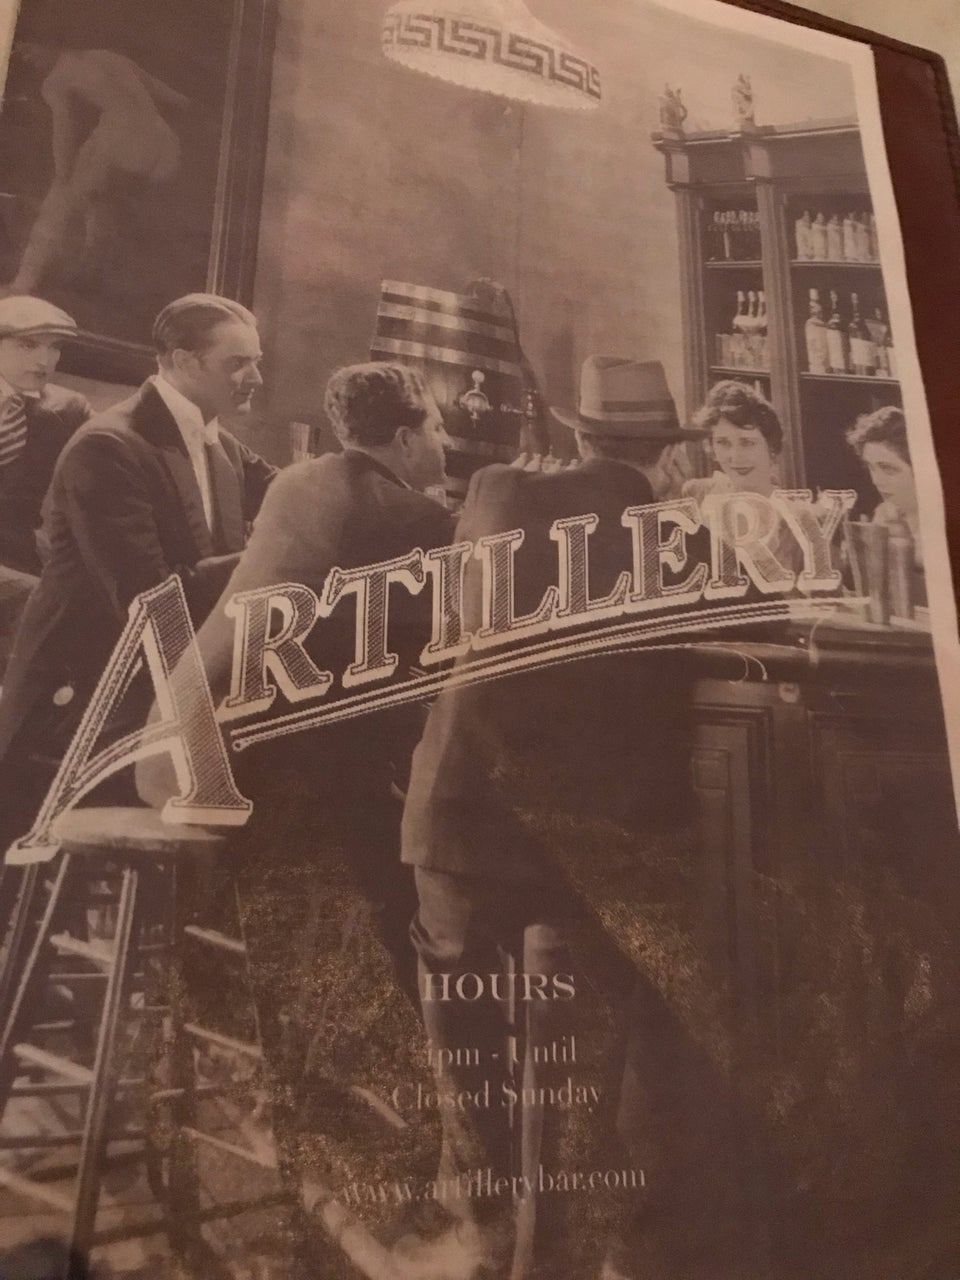 ARTILLERY
HOURS
pm - Until
Closed Sunday
www.artillerybar.com